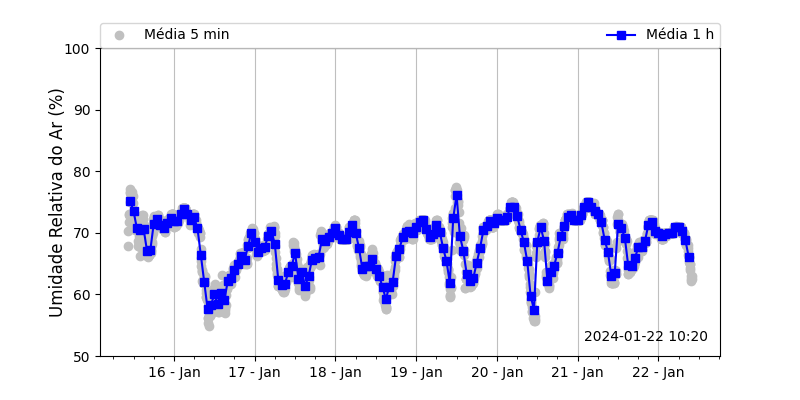 Média 5 min
Média 1 h
Umidade Relativa do Ar (%)
100
90
80
70
60
50
2024-01-22 10:20
16 - Jan
17 - Jan
18 - Jan
19 - Jan
20 - Jan
21 - Jan
22 - Jan